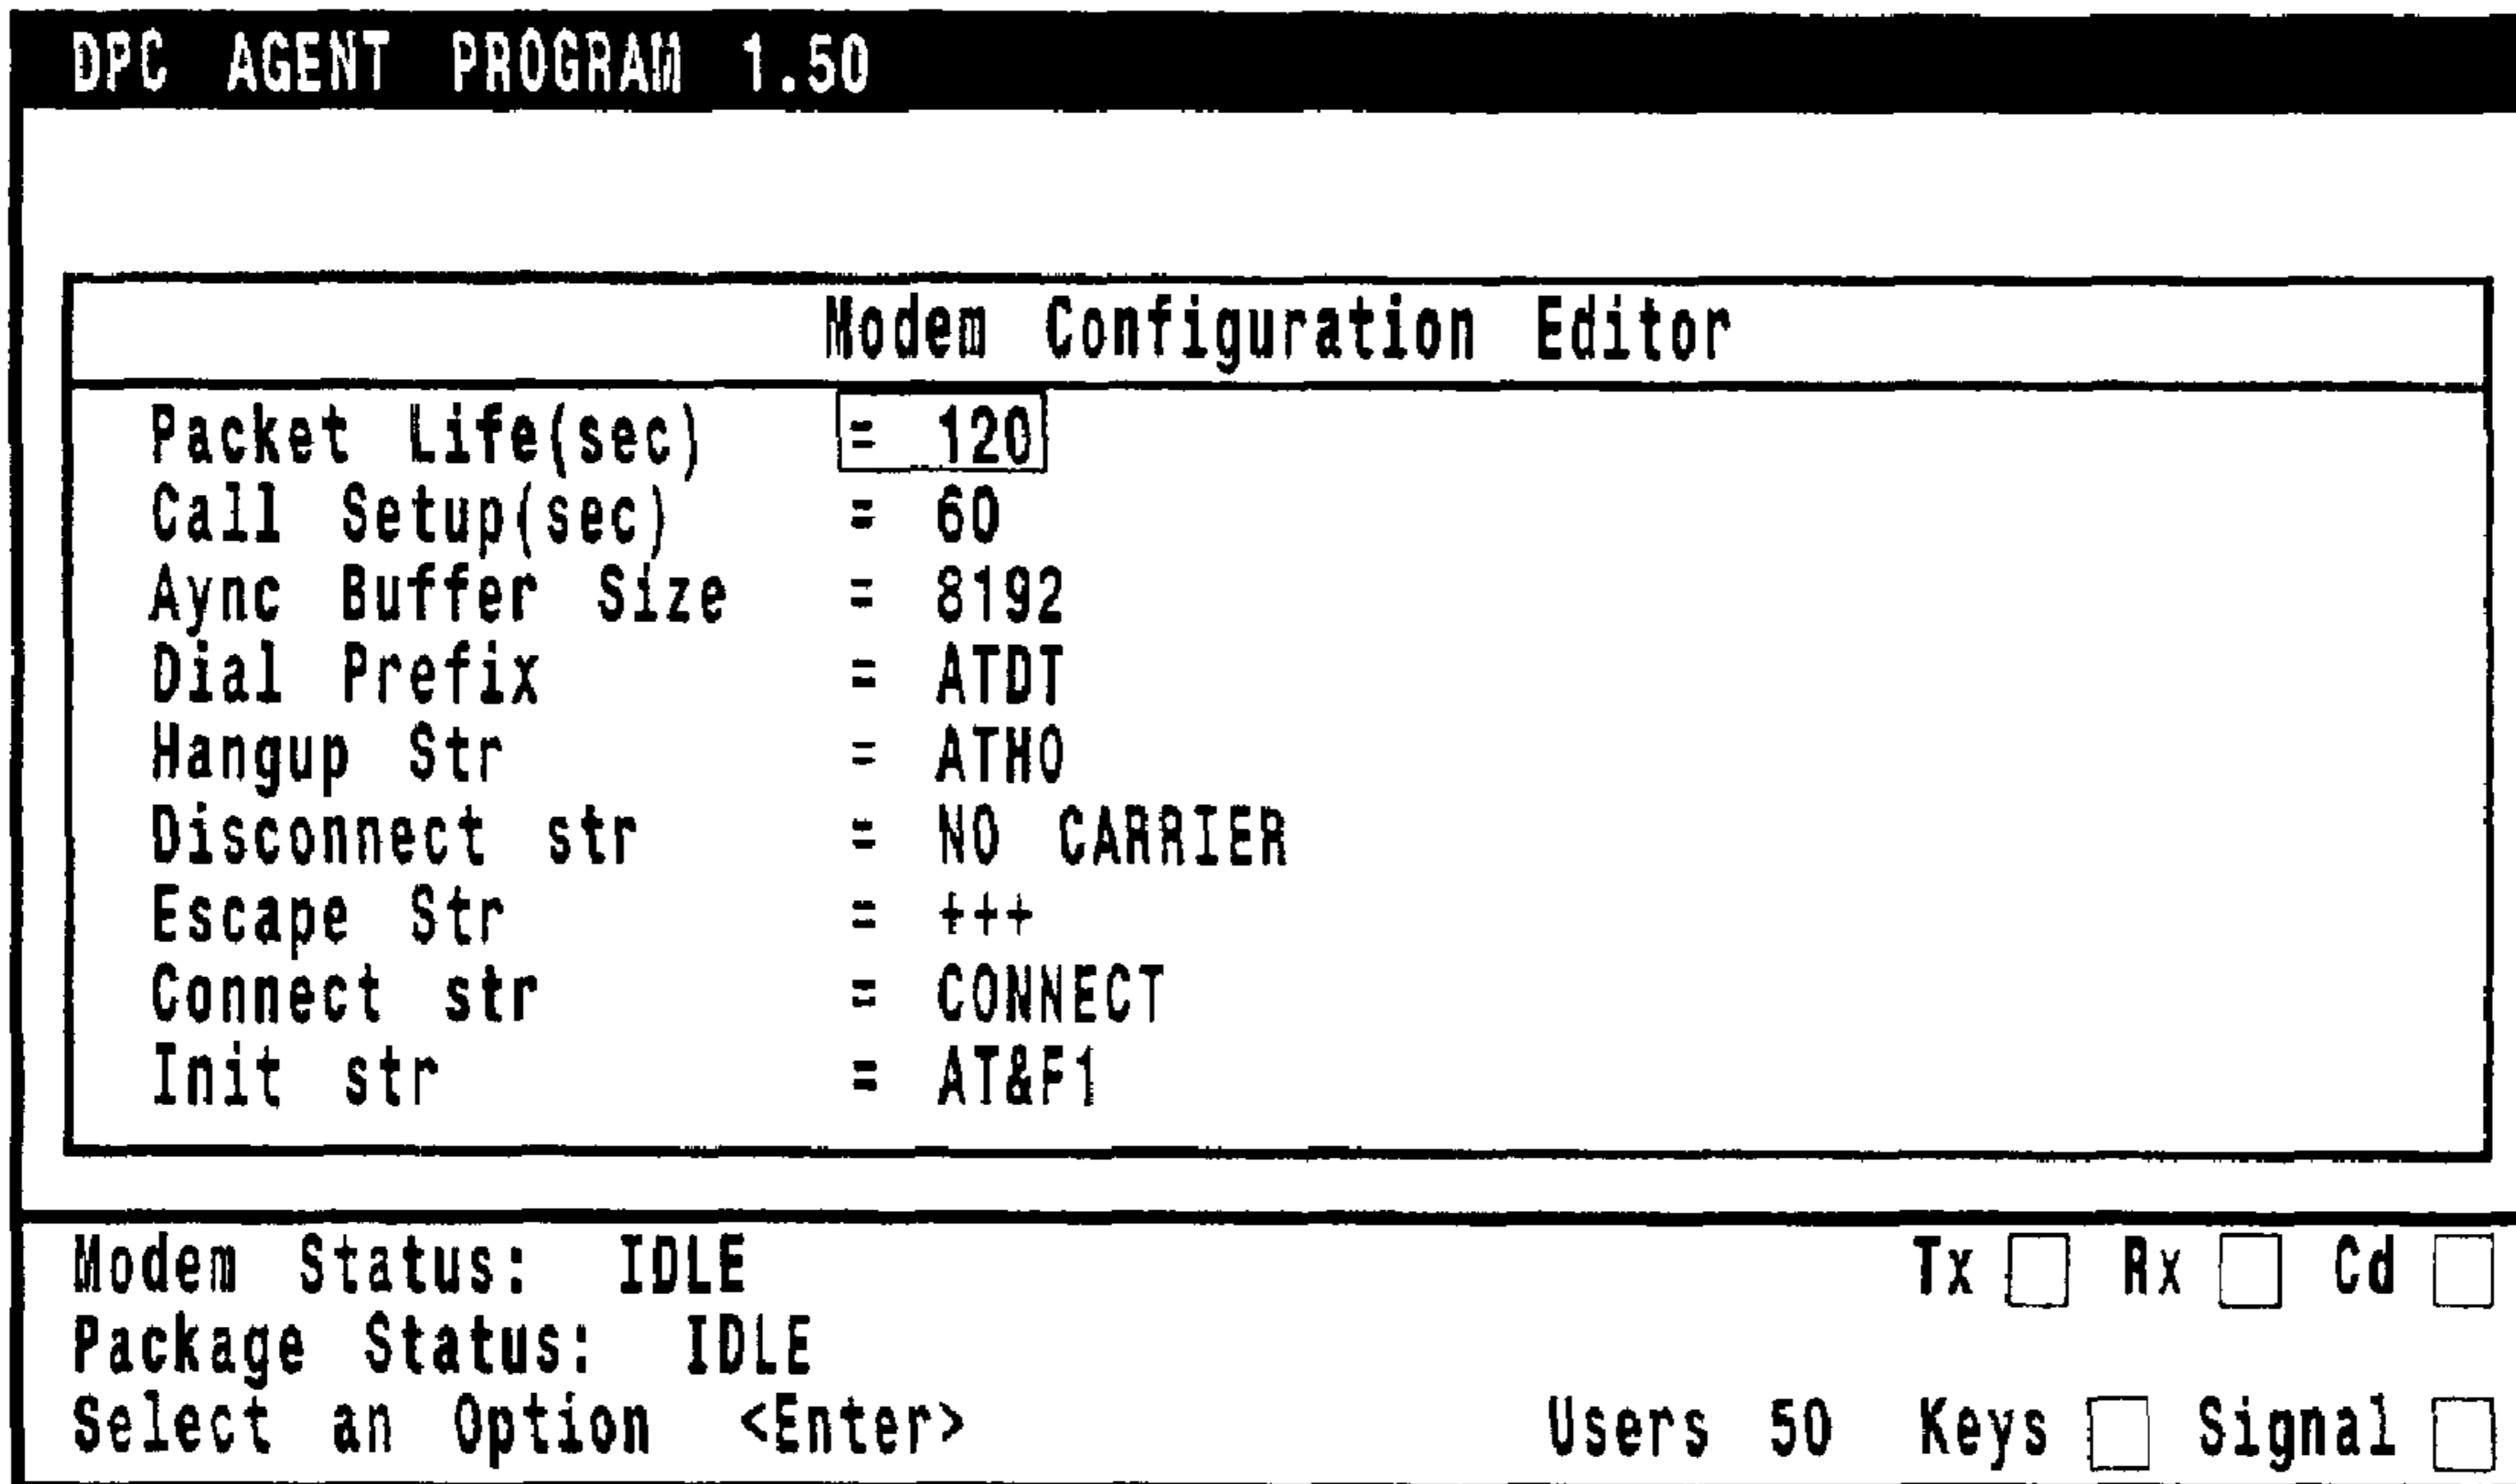 DPC AGENT PROGRAM 1.50
Modem Configuration Editor
Packet Life(sec) = 120
Call Setup(sec) = 60
Aync Buffer Size = 8192
Dial Prefix = ATDT
Hangup Str = ATHO
Disconnect str = NO CARRIER
Escape Str = +++
Connect str = CONNECT
Init str = AT&F1
Modem Status: IDLE Tx Rx Cd
Package Status: IDLE
Select an Option <Enter> Users 50 Keys Signal